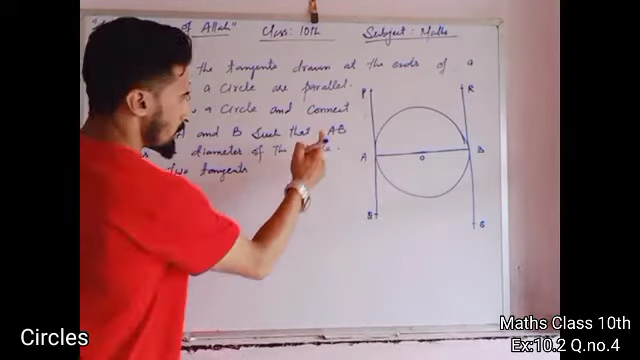 of Allah" Class: 10th Subject: Maths
the tangents drawn at the ends of a
a Circle are parallel.
a Circle and Connect
A and B Such that AB
diameter of the
two tangents
P R
A O B
S
Circles
Maths Class 10th
Ex:10.2 Q.no.4